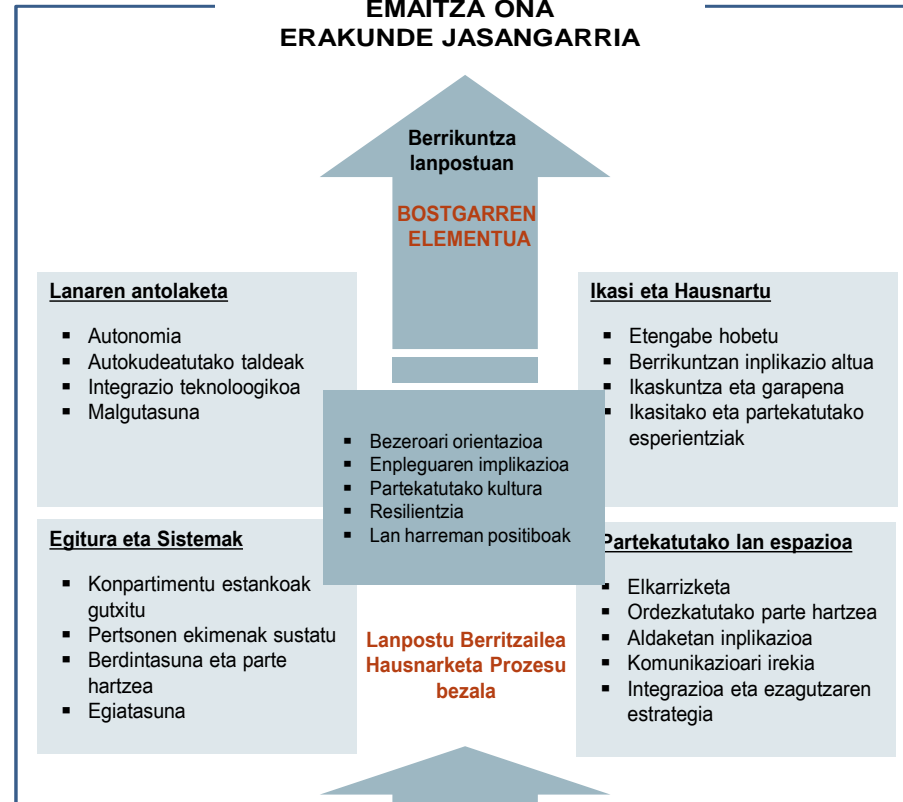 EMAITZA ONA
ERAKUNDE JASANGARRIA
Berrikuntza
lanpostuan
BOSTGARREN
ELEMENTUA
Lanaren antolaketa
▪ Autonomia
▪ Autokudeatutako taldeak
▪ Integrazio teknoloogikoa
▪ Malgutasuna
Ikasi eta Hausnartu
▪ Etengabe hobetu
▪ Berrikuntzan inplikazio altua
▪ Ikaskuntza eta garapena
▪ Ikasitako eta partekatutako
esperientziak
▪ Bezeroari orientazioa
▪ Enpleguaren implikazioa
▪ Partekatutako kultura
▪ Resilientzia
▪ Lan harreman positiboak
Egitura eta Sistemak
▪ Konpartimentu estankoak
gutxitu
▪ Pertsonen ekimenak sustatu
▪ Berdintasuna eta parte
hartzea
▪ Egiatasuna
Partekatutako lan espazioa
▪ Elkarrizketa
▪ Ordezkatutako parte hartzea
▪ Aldaketan inplikazioa
▪ Komunikazioari irekia
▪ Integrazioa eta ezagutzaren
estrategia
Lanpostu Berritzailea
Hausnarketa Prozesu
bezala